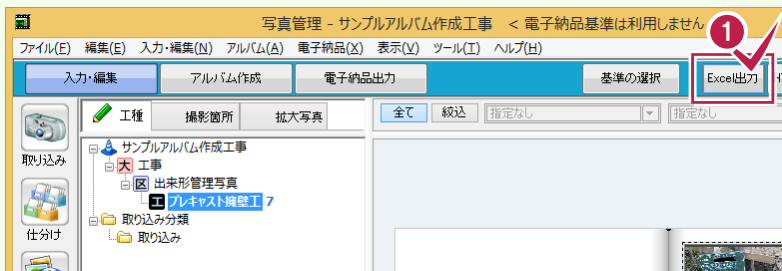 写真管理 - サンプルアルバム作成工事 < 電子納品基準は利用しません
ファイル(F) 編集(E) 入力・編集(N) アルバム(A) 電子納品(X) 表示(V) ツール(T) ヘルプ(H)
1
入力・編集 アルバム作成 電子納品出力 基準の選択 Excel出力
工種 撮影箇所 拡大写真 全て 絞込 指定なし 指定なし
取り込み
サンプルアルバム作成工事
大 工事
区 出来形管理写真
工 プレキャスト擁壁工 7
取り込み分類
取り込み
仕分け